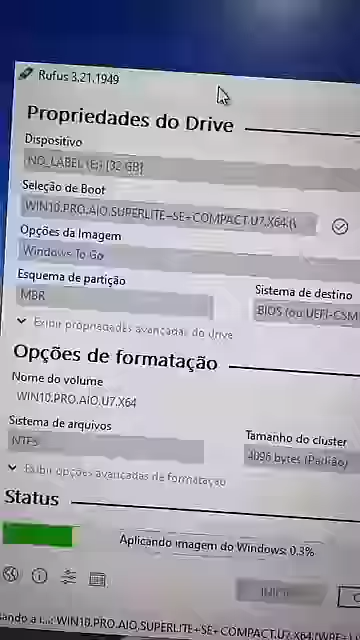 Rufus 3.21.1949
Propriedades do Drive
Dispositivo
NO_LABEL (E:) [32 GB]
Seleção de Boot
WIN10.PRO.AIO.SUPERLITE+SE+COMPACT.U7.X64.(\
Opções da Imagem
Windows To Go
Esquema de partição
Sistema de destino
MBR
BIOS (ou UEFI-CSM
Exibir propriedades avançadas do drive
Opções de formatação
Nome do volume
WIN10.PRO.AIO.U7.X64
Sistema de arquivos
Tamanho do cluster
NTFS
4096 bytes (Padrão)
Exibir opções avançadas de formatação
Status
Aplicando imagem do Windows: 0,3%
INICIAR
WIN10.PRO.AIO.SUPERLITE+SE+COMPACT.U7.X64.(WPE)